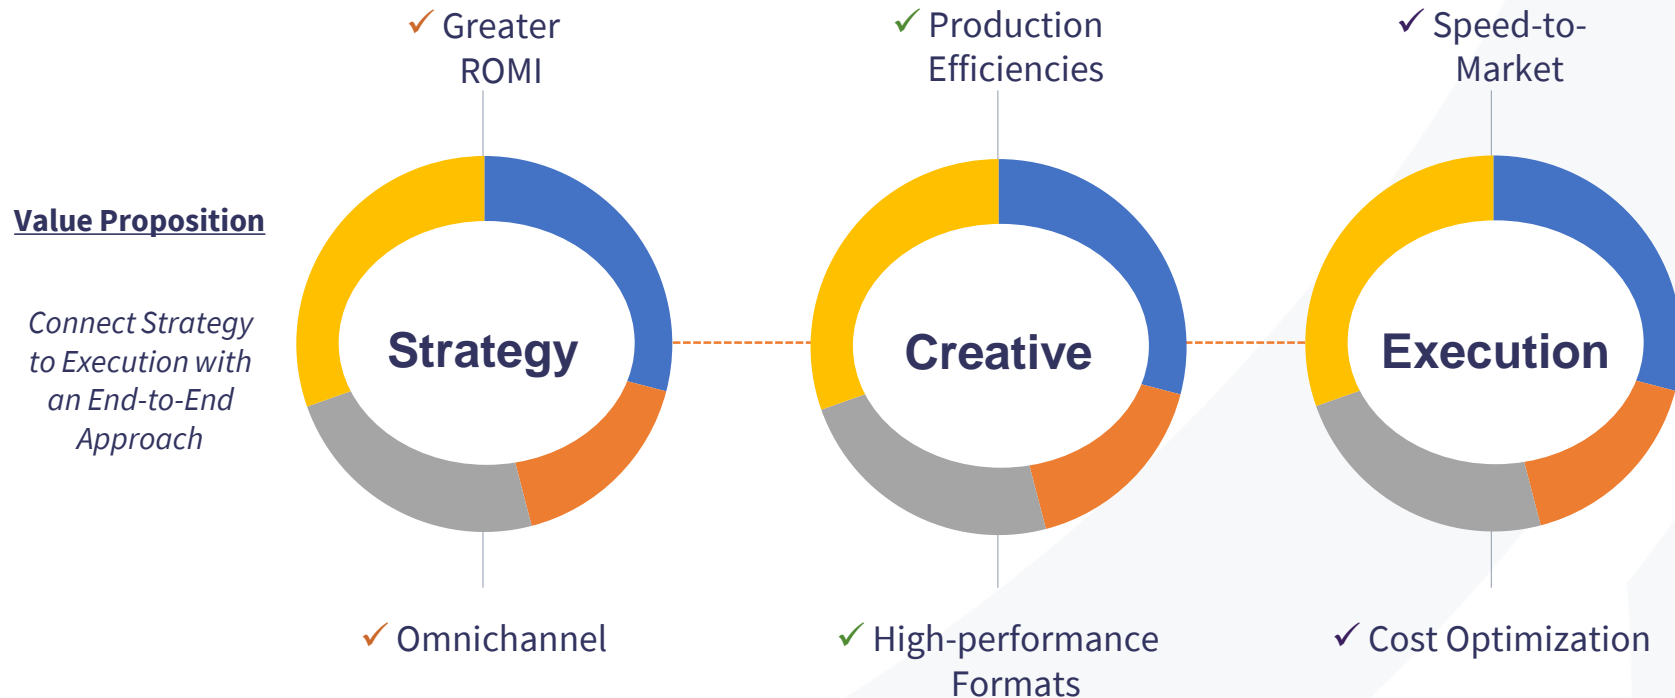 ✓ Greater
ROMI
✓ Production
Efficiencies
✓ Speed-to-
Market
Value Proposition
Connect Strategy
to Execution with
an End-to-End
Approach
Strategy
Creative
Execution
✓ Omnichannel
✓ High-performance
Formats
✓ Cost Optimization